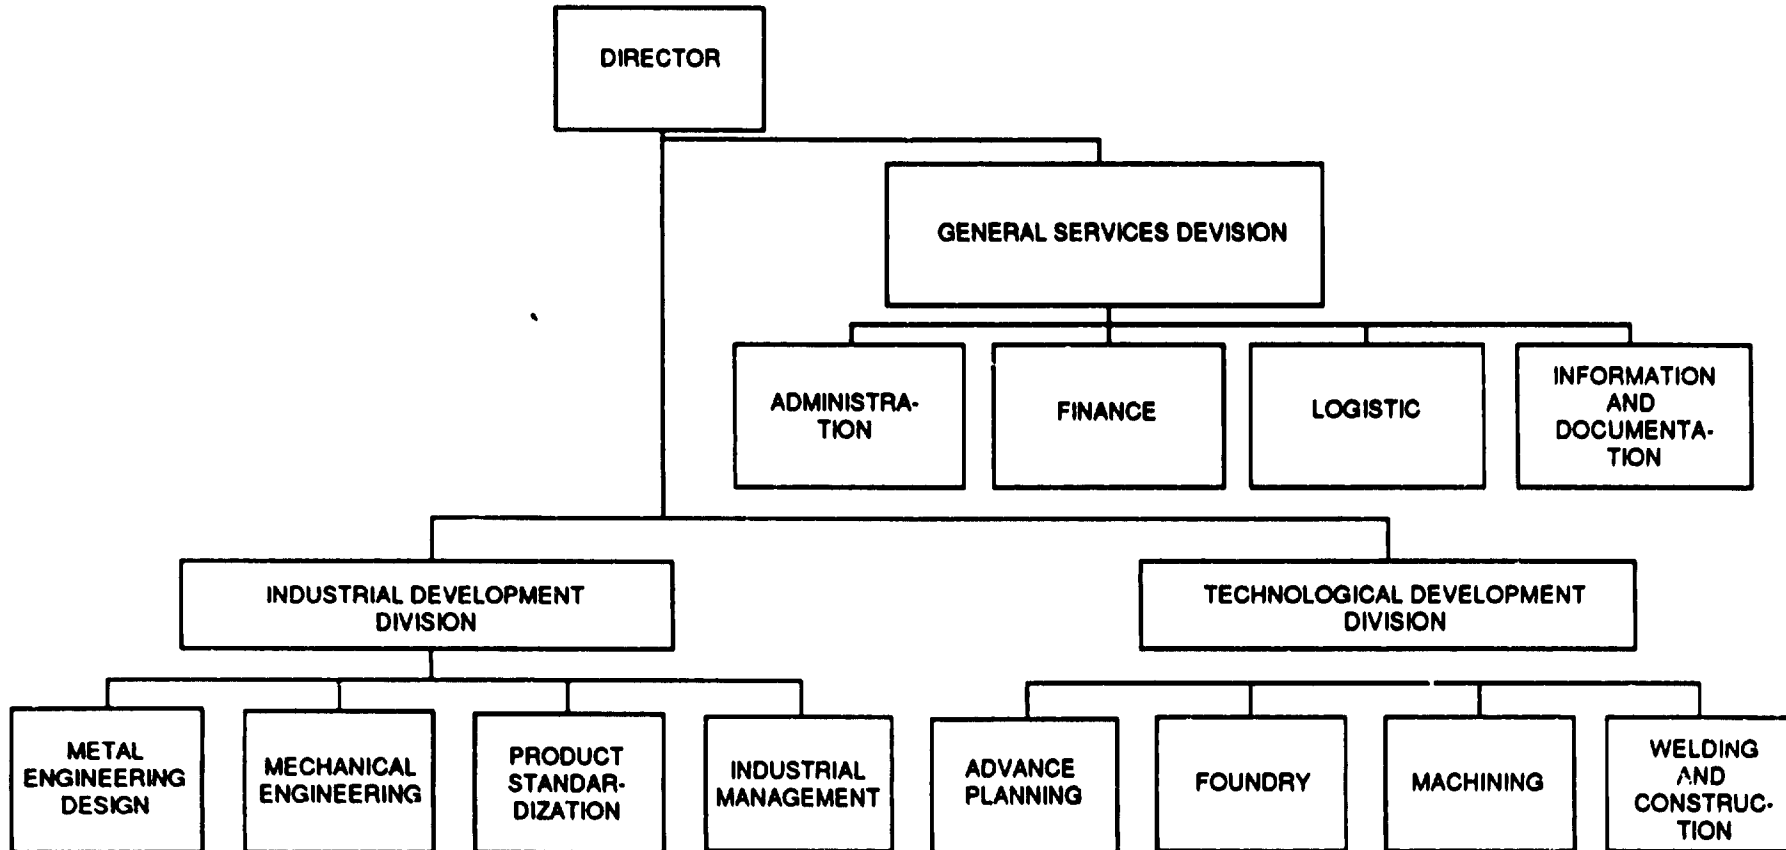 DIRECTOR
GENERAL SERVICES DEVISION
ADMINISTRA-
TION
FINANCE
LOGISTIC
INFORMATION
AND
DOCUMENTA-
TION
INDUSTRIAL DEVELOPMENT
DIVISION
TECHNOLOGICAL DEVELOPMENT
DIVISION
METAL
ENGINEERING
DESIGN
MECHANICAL
ENGINEERING
PRODUCT
STANDAR-
DIZATION
INDUSTRIAL
MANAGEMENT
ADVANCE
PLANNING
FOUNDRY
MACHINING
WELDING
AND
CONSTRUC-
TION